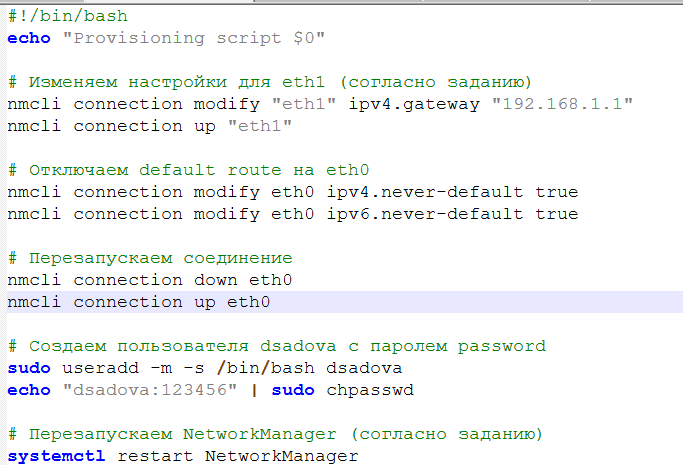 #!/bin/bash
echo "Provisioning script $0"
# Изменяем настройки для eth1 (согласно заданию)
nmcli connection modify "eth1" ipv4.gateway "192.168.1.1"
nmcli connection up "eth1"
# Отключаем default route на eth0
nmcli connection modify eth0 ipv4.never-default true
nmcli connection modify eth0 ipv6.never-default true
# Перезапускаем соединение
nmcli connection down eth0
nmcli connection up eth0
# Создаем пользователя dsadova с паролем password
sudo useradd -m -s /bin/bash dsadova
echo "dsadova:123456" | sudo chpasswd
# Перезапускаем NetworkManager (согласно заданию)
systemctl restart NetworkManager